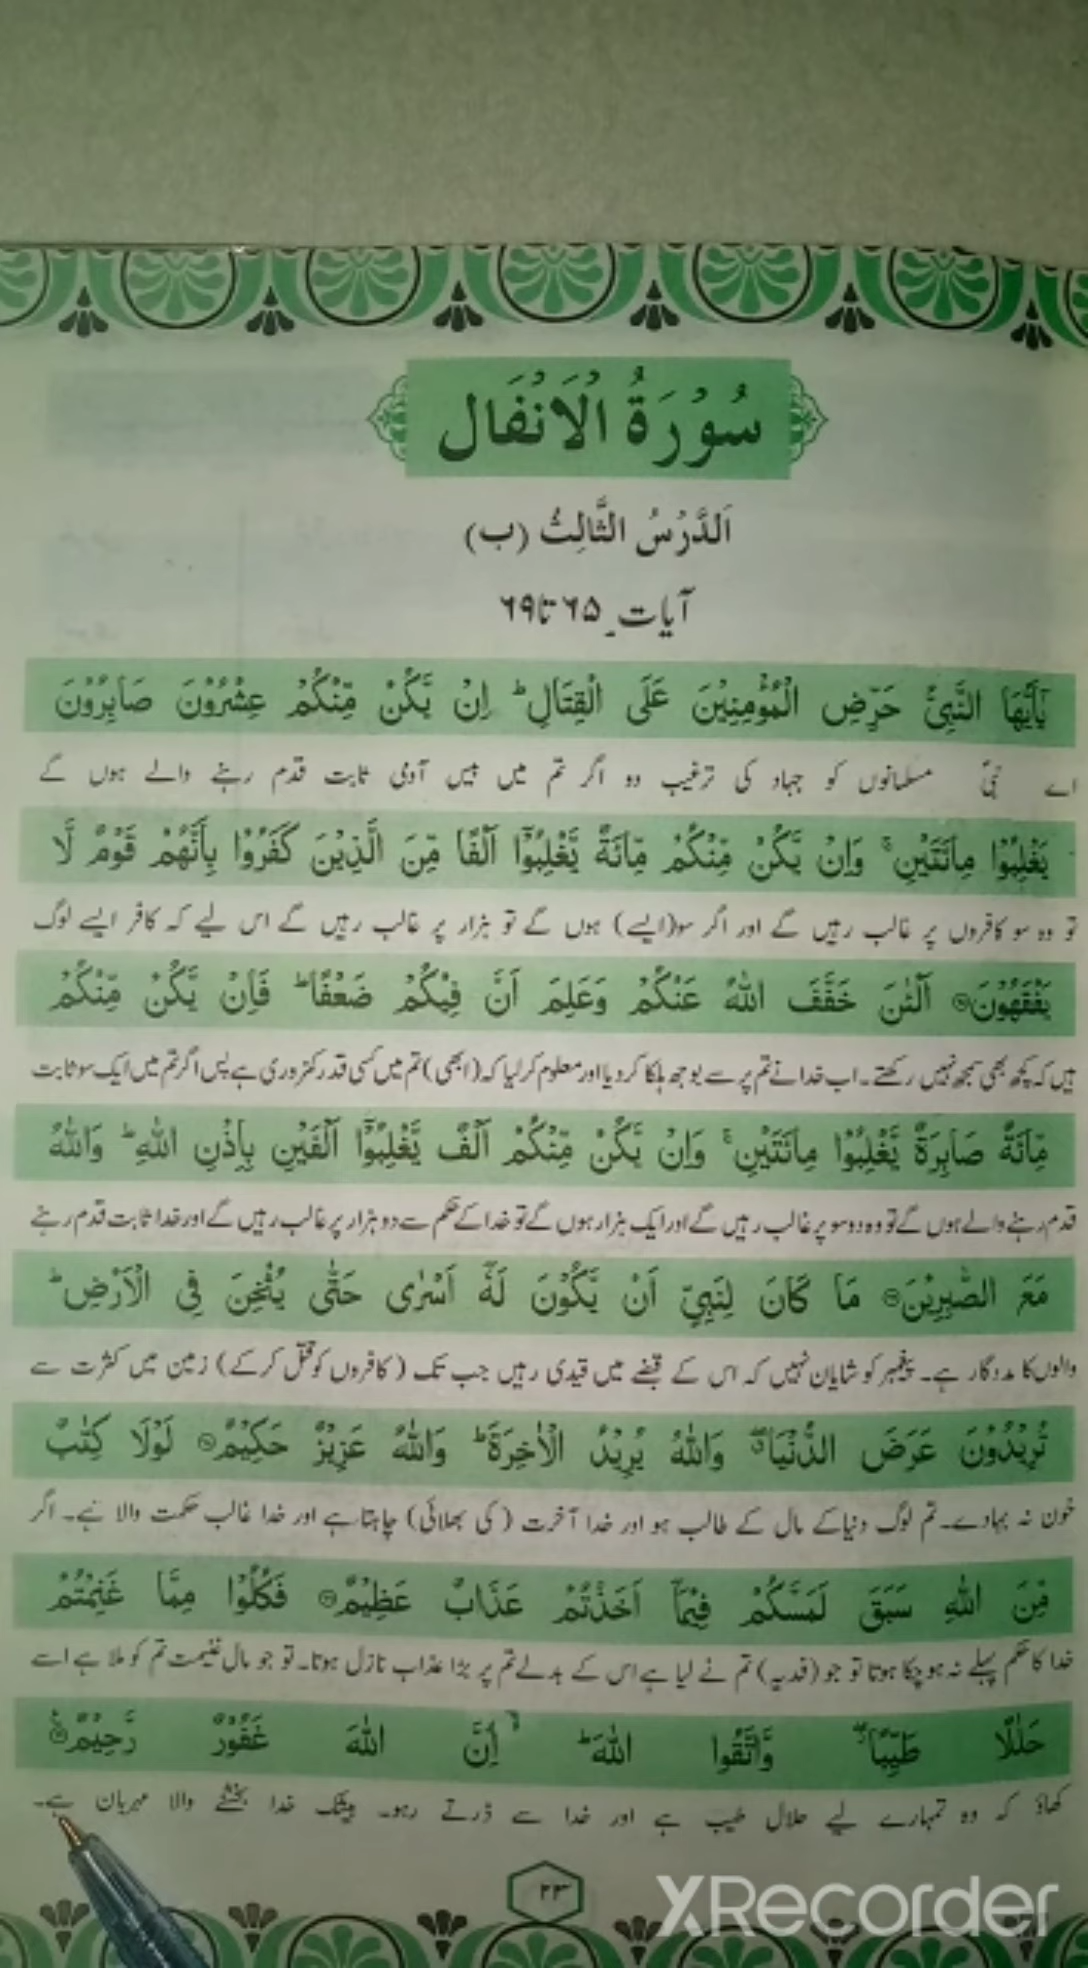 سُوْرَةُ الْاَنْفَال
اَلدَّرْسُ الثَّالِثُ (ب)
آیات ۔ ۶۵ تا ۶۹
يٰٓاَيُّهَا النَّبِيُّ حَرِّضِ الْمُؤْمِنِيْنَ عَلَى الْقِتَالِ ؕ اِنْ يَّكُنْ مِّنْكُمْ عِشْرُوْنَ صَابِرُوْنَ
اے نبیؐ مسلمانوں کو جہاد کی ترغیب دو اگر تم میں بیس آدمی ثابت قدم رہنے والے ہوں گے
يَغْلِبُوْا مِائَتَيْنِ ۚ وَاِنْ يَّكُنْ مِّنْكُمْ مِّائَةٌ يَّغْلِبُوْٓا اَلْفًا مِّنَ الَّذِيْنَ كَفَرُوْا بِاَنَّهُمْ قَوْمٌ لَّا
تو وہ سو کافروں پر غالب رہیں گے اور اگر سو(ایسے) ہوں گے تو ہزار پر غالب رہیں گے اس لیے کہ کافر ایسے لوگ
يَفْقَهُوْنَ۝۶۵ اَلْـٰٔنَ خَفَّفَ اللّٰهُ عَنْكُمْ وَعَلِمَ اَنَّ فِيْكُمْ ضَعْفًا ؕ فَاِنْ يَّكُنْ مِّنْكُمْ
ہیں کہ کچھ بھی سمجھ نہیں رکھتے۔ اب خدا نے تم پر سے بوجھ ہلکا کر دیا اور معلوم کر لیا کہ (ابھی) تم میں کسی قدر کمزوری ہے پس اگر تم میں ایک سو ثابت
مِّائَةٌ صَابِرَةٌ يَّغْلِبُوْا مِائَتَيْنِ ۚ وَاِنْ يَّكُنْ مِّنْكُمْ اَلْفٌ يَّغْلِبُوْٓا اَلْفَيْنِ بِاِذْنِ اللّٰهِ ؕ وَاللّٰهُ
قدم رہنے والے ہوں گے تو وہ دو سو پر غالب رہیں گے اور ایک ہزار ہوں گے تو خدا کے حکم سے دو ہزار پر غالب رہیں گے اور خدا ثابت قدم رہنے
مَعَ الصّٰبِرِيْنَ۝۶۶ مَا كَانَ لِنَبِيٍّ اَنْ يَّكُوْنَ لَهٗٓ اَسْرٰى حَتّٰى يُثْخِنَ فِى الْاَرْضِ ؕ
والوں کا مددگار ہے۔ پیغمبر کو شایان نہیں کہ اس کے قبضے میں قیدی رہیں جب تک (کافروں کو قتل کر کے) زمین میں کثرت سے
تُرِيْدُوْنَ عَرَضَ الدُّنْيَا ۖ وَاللّٰهُ يُرِيْدُ الْاٰخِرَةَ ؕ وَاللّٰهُ عَزِيْزٌ حَكِيْمٌ۝۶۷ لَوْلَا كِتٰبٌ
خون نہ بہا دے۔ تم لوگ دنیا کے مال کے طالب ہو اور خدا آخرت (کی بھلائی) چاہتا ہے اور خدا غالب حکمت والا ہے۔ اگر
مِّنَ اللّٰهِ سَبَقَ لَمَسَّكُمْ فِيْمَآ اَخَذْتُمْ عَذَابٌ عَظِيْمٌ۝۶۸ فَكُلُوْا مِمَّا غَنِمْتُمْ
خدا کا حکم پہلے نہ ہو چکا ہوتا تو جو (فدیہ) تم نے لیا ہے اس کے بدلے تم پر بڑا عذاب نازل ہوتا۔ تو جو مال غنیمت تم کو ملا ہے اسے
حَلٰلًا طَيِّبًا ۖ وَّاتَّقُوا اللّٰهَ ؕ اِنَّ اللّٰهَ غَفُوْرٌ رَّحِيْمٌ۝۶۹
کھاؤ کہ وہ تمہارے لیے حلال طیب ہے اور خدا سے ڈرتے رہو۔ بیشک خدا بخشنے والا مہربان ہے۔
۲۳
XRecorder